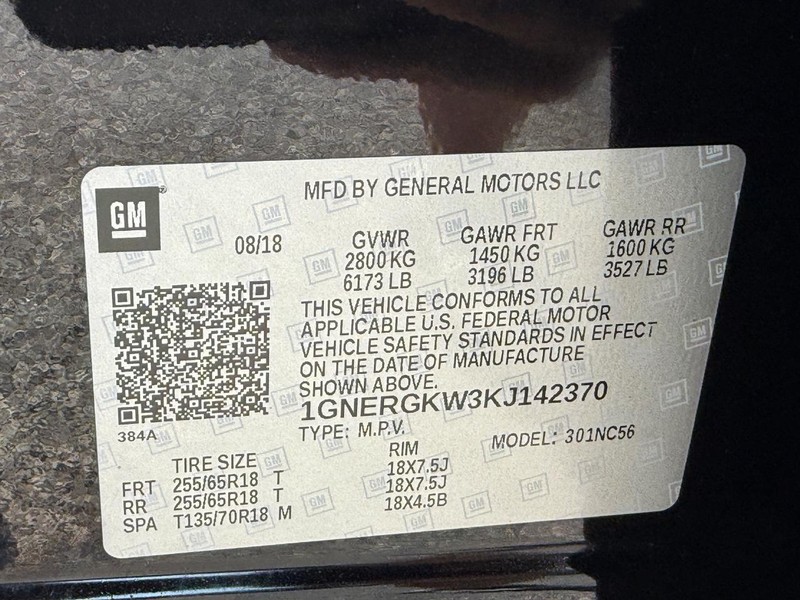 GM
MFD BY GENERAL MOTORS LLC
08/18
GVWR GAWR FRT GAWR RR
2800 KG 1450 KG 1600 KG
6173 LB 3196 LB 3527 LB
THIS VEHICLE CONFORMS TO ALL
APPLICABLE U.S. FEDERAL MOTOR
VEHICLE SAFETY STANDARDS IN EFFECT
ON THE DATE OF MANUFACTURE
SHOWN ABOVE.
1GNERGKW3KJ142370
384A
TYPE: M.P.V. MODEL: 301NC56
TIRE SIZE RIM
FRT 255/65R18 T 18X7.5J
RR 255/65R18 T 18X7.5J
SPA T135/70R18 M 18X4.5B